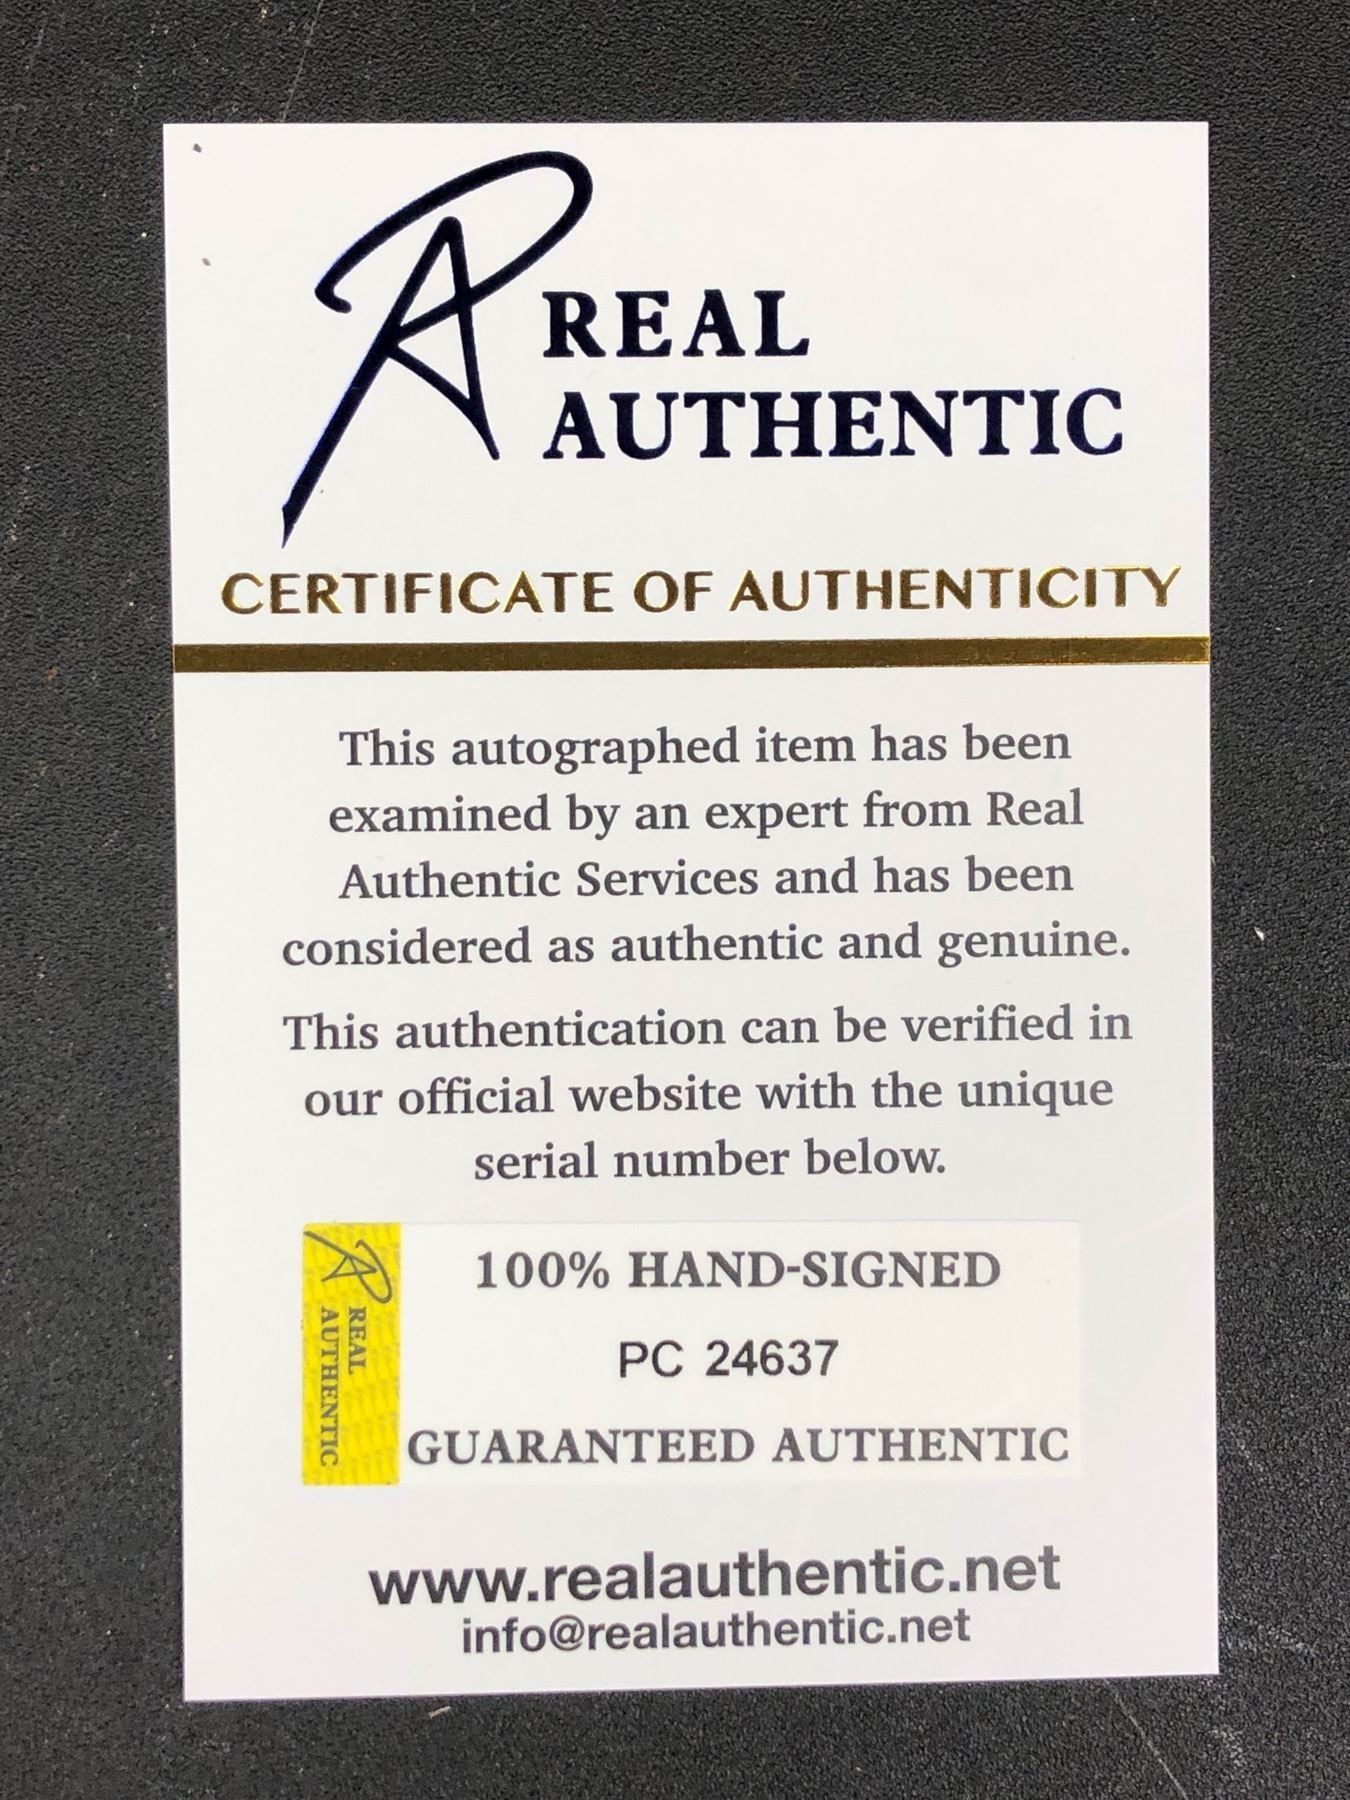 REAL
AUTHENTIC
CERTIFICATE OF AUTHENTICITY
This autographed item has been
examined by an expert from Real
Authentic Services and has been
considered as authentic and genuine.
This authentication can be verified in
our official website with the unique
serial number below.
REAL
AUTHENTIC
100% HAND-SIGNED
PC 24637
GUARANTEED AUTHENTIC
www.realauthentic.net
info@realauthentic.net